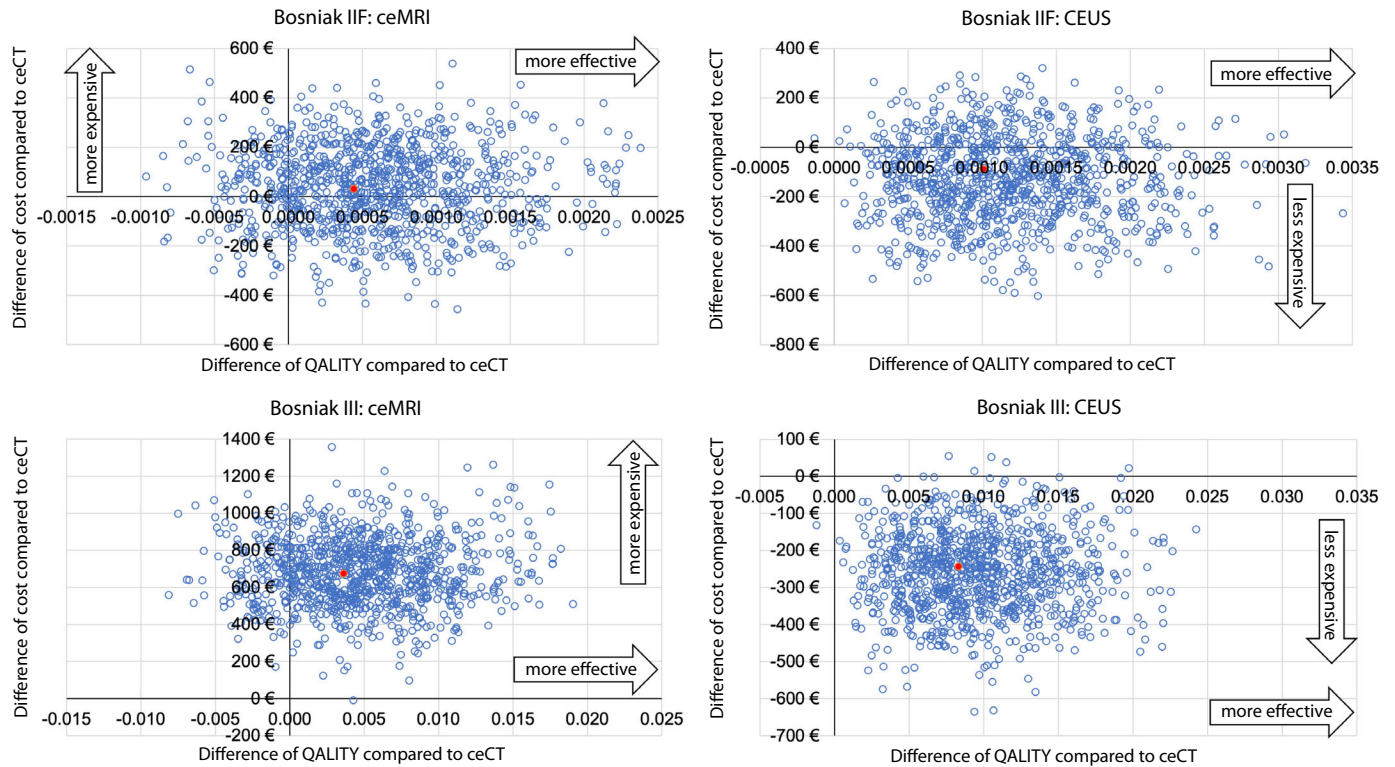 Bosniak IIF: ceMRI
Difference of cost compared to ceCT
more expensive
more effective
600 €
400 €
200 €
0 €
-200 €
-400 €
-600 €
-0.0015 -0.0010 -0.0005 0.0000 0.0005 0.0010 0.0015 0.0020 0.0025
Difference of QALITY compared to ceCT
Bosniak IIF: CEUS
Difference of cost compared to ceCT
more effective
less expensive
400 €
200 €
0 €
-200 €
-400 €
-600 €
-800 €
-0.0005 0.0000 0.0005 0.0010 0.0015 0.0020 0.0025 0.0030 0.0035
Difference of QALITY compared to ceCT
Bosniak III: ceMRI
Difference of cost compared to ceCT
more expensive
more effective
1400 €
1200 €
1000 €
800 €
600 €
400 €
200 €
0 €
-200 €
-0.015 -0.010 -0.005 0.000 0.005 0.010 0.015 0.020 0.025
Difference of QALITY compared to ceCT
Bosniak III: CEUS
Difference of cost compared to ceCT
less expensive
more effective
100 €
0 €
-100 €
-200 €
-300 €
-400 €
-500 €
-600 €
-700 €
-0.005 0.000 0.005 0.010 0.015 0.020 0.025 0.030 0.035
Difference of QALITY compared to ceCT